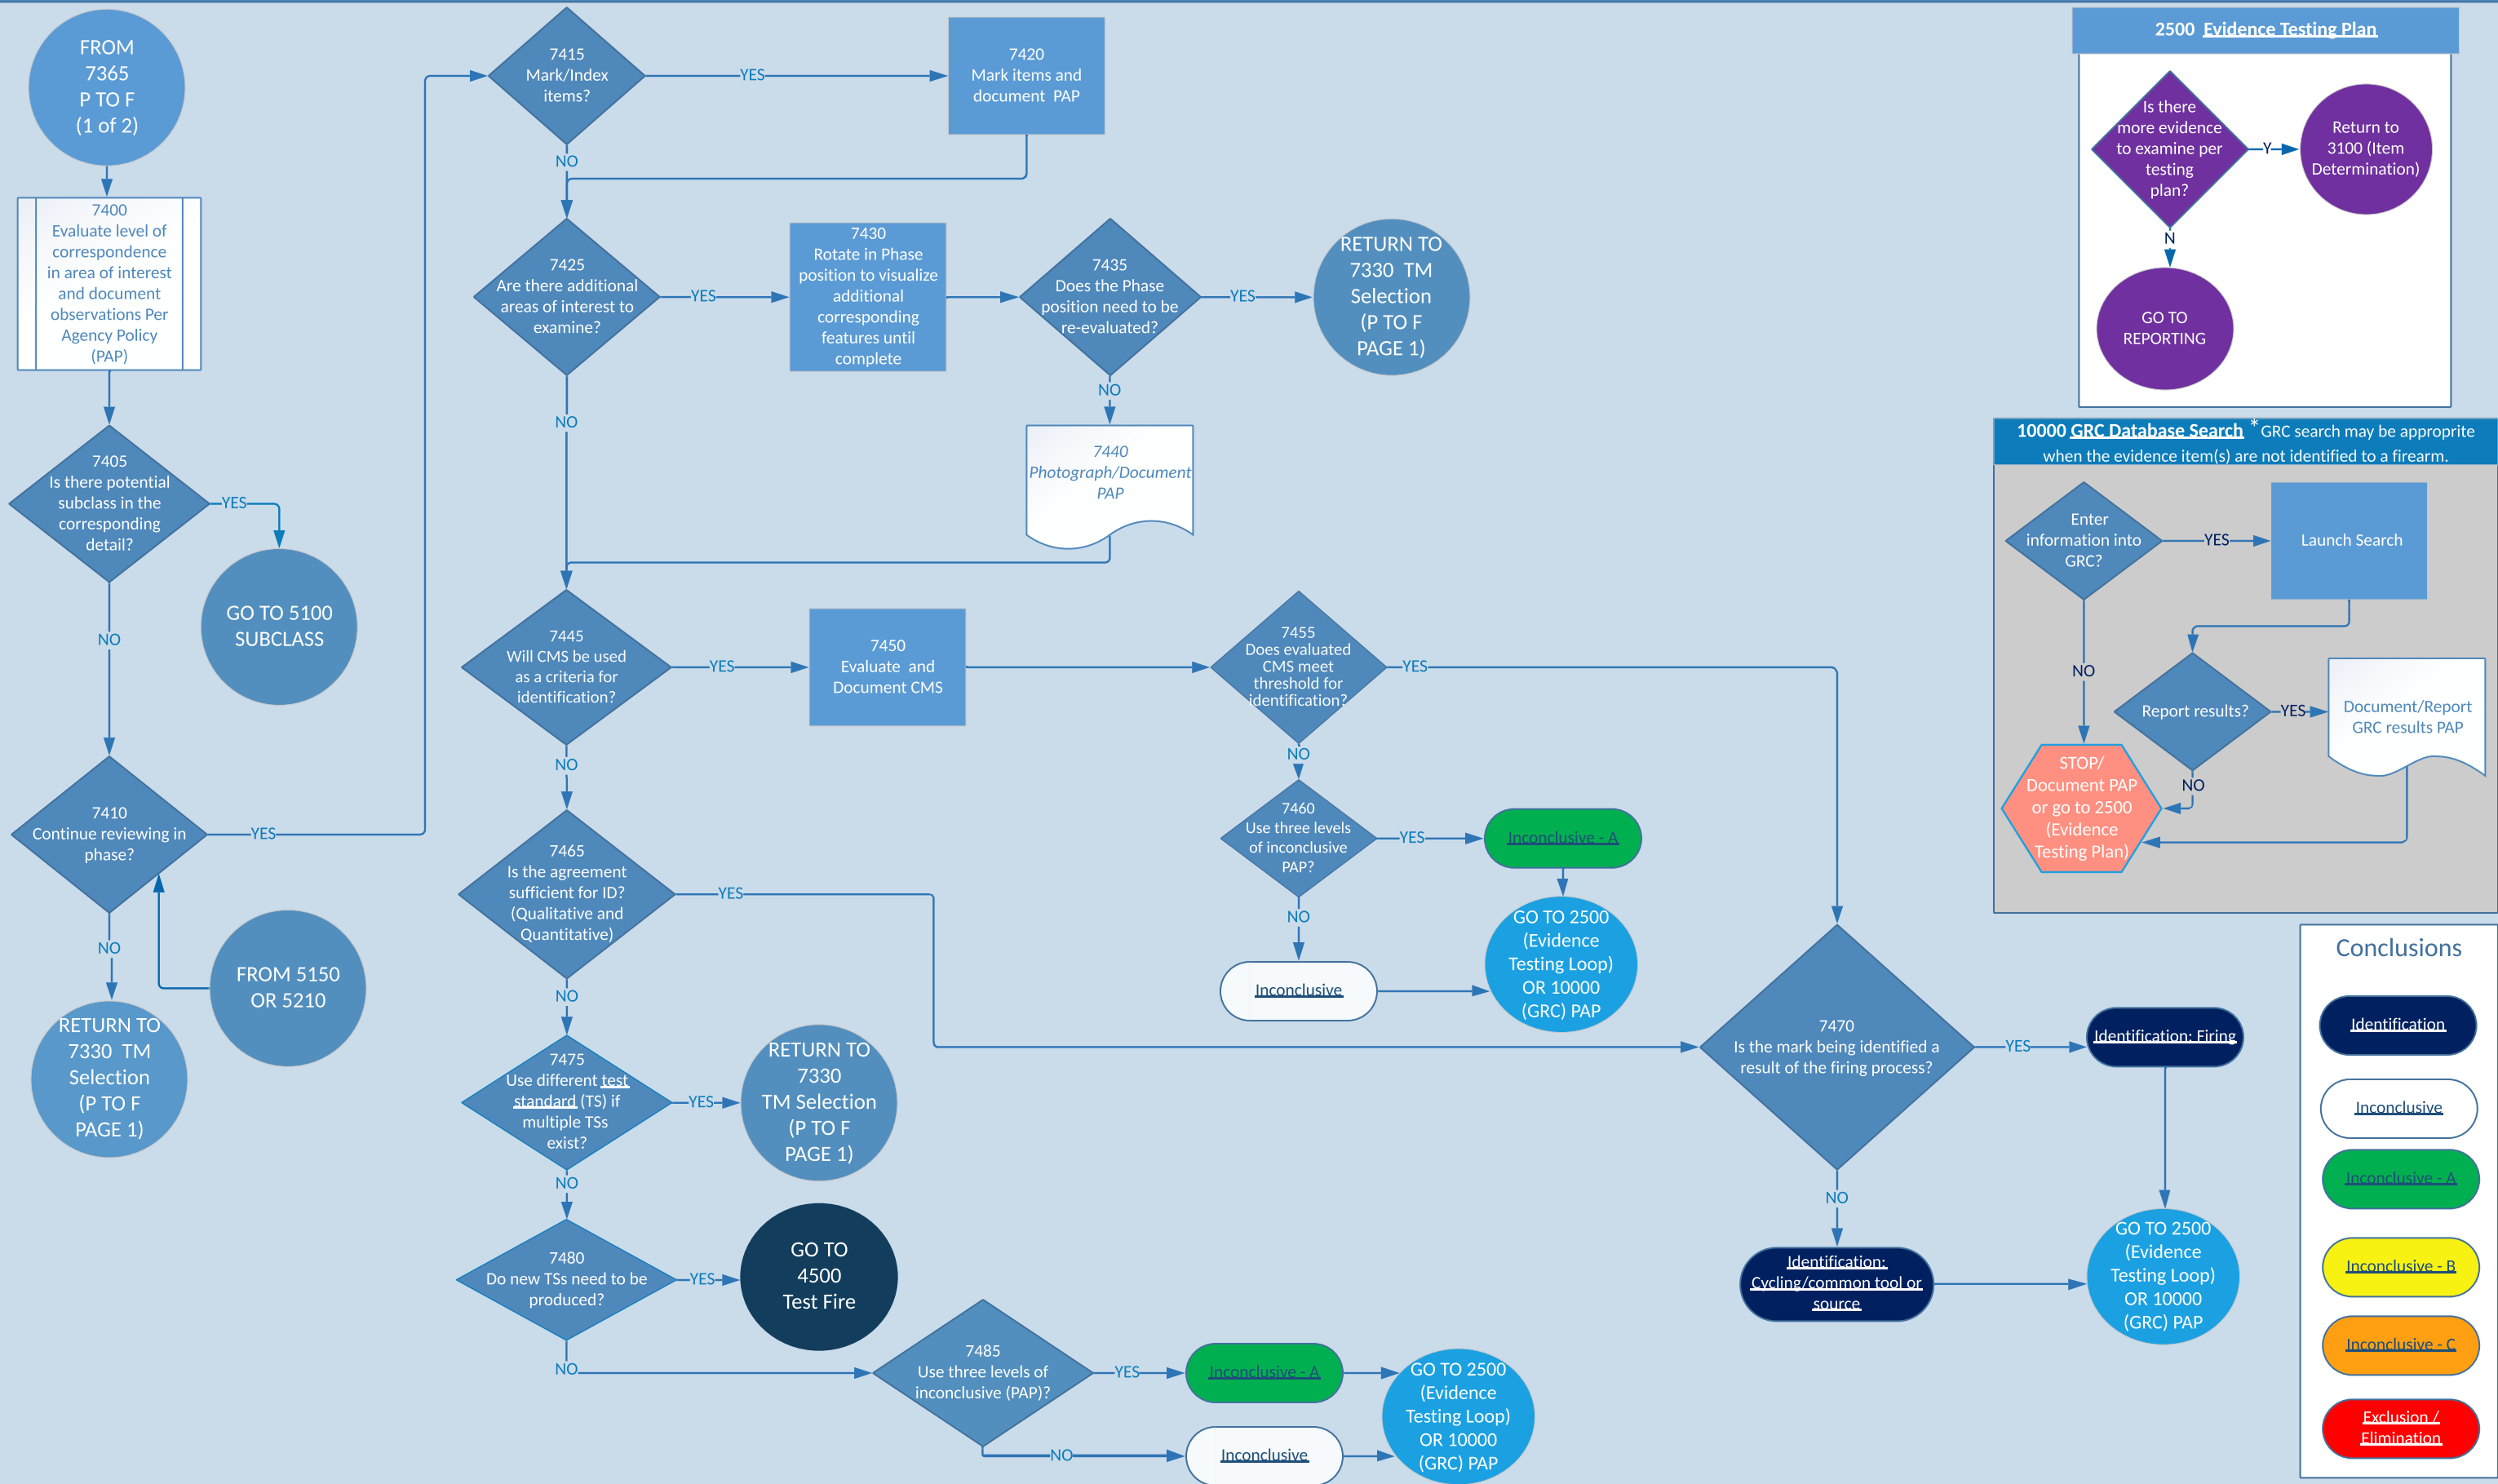 FROM
7365
P TO F
(1 of 2)
7400
Evaluate level of
correspondence
in area of interest
and document
observations Per
Agency Policy
(PAP)
7405
Is there potential
subclass in the
corresponding
detail?
YES
GO TO 5100
SUBCLASS
NO
7410
Continue reviewing in
phase?
YES
NO
FROM 5150
OR 5210
RETURN TO
7330 TM
Selection
(P TO F
PAGE 1)
7415
Mark/Index
items?
YES
7420
Mark items and
document PAP
NO
7425
Are there additional
areas of interest to
examine?
YES
7430
Rotate in Phase
position to visualize
additional
corresponding
features until
complete
7435
Does the Phase
position need to be
re-evaluated?
YES
RETURN TO
7330 TM
Selection
(P TO F
PAGE 1)
NO
NO
7440
Photograph/Document
PAP
7445
Will CMS be used
as a criteria for
identification?
YES
7450
Evaluate and
Document CMS
7455
Does evaluated
CMS meet
threshold for
identification?
YES
NO
NO
7460
Use three levels
of inconclusive
PAP?
YES
Inconclusive - A
NO
Inconclusive
GO TO 2500
(Evidence
Testing Loop)
OR 10000
(GRC) PAP
7465
Is the agreement
sufficient for ID?
(Qualitative and
Quantitative)
YES
NO
7470
Is the mark being identified a
result of the firing process?
YES
Identification: Firing
NO
Identification:
Cycling/common tool or
source
GO TO 2500
(Evidence
Testing Loop)
OR 10000
(GRC) PAP
7475
Use different test
standard (TS) if
multiple TSs
exist?
YES
RETURN TO
7330
TM Selection
(P TO F
PAGE 1)
NO
7480
Do new TSs need to be
produced?
YES
GO TO
4500
Test Fire
NO
7485
Use three levels of
inconclusive (PAP)?
YES
Inconclusive - A
NO
Inconclusive
GO TO 2500
(Evidence
Testing Loop)
OR 10000
(GRC) PAP
2500 Evidence Testing Plan
Is there
more evidence
to examine per
testing
plan?
Y
Return to
3100 (Item
Determination)
N
GO TO
REPORTING
10000 GRC Database Search *GRC search may be approprite
when the evidence item(s) are not identified to a firearm.
Enter
information into
GRC?
YES
Launch Search
NO
Report results?
YES
Document/Report
GRC results PAP
NO
STOP/
Document PAP
or go to 2500
(Evidence
Testing Plan)
Conclusions
Identification
Inconclusive
Inconclusive - A
Inconclusive - B
Inconclusive - C
Exclusion /
Elimination